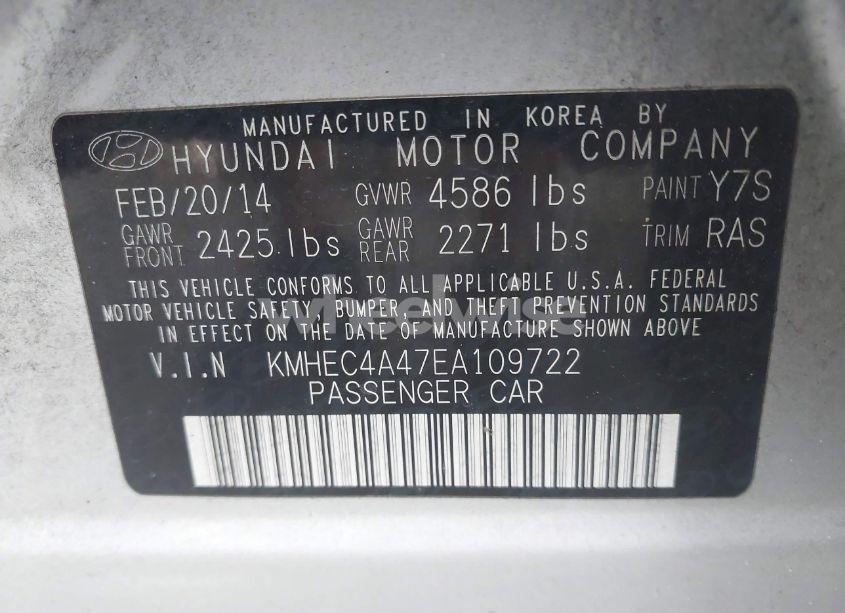 MANUFACTURED IN KOREA BY
HYUNDAI MOTOR COMPANY
FEB/20/14 GVWR 4586 lbs PAINT Y7S
GAWR FRONT 2425 lbs GAWR REAR 2271 lbs TRIM RAS
THIS VEHICLE CONFORMS TO ALL APPLICABLE U.S.A. FEDERAL
MOTOR VEHICLE SAFETY, BUMPER, AND THEFT PREVENTION STANDARDS
IN EFFECT ON THE DATE OF MANUFACTURE SHOWN ABOVE
V.I.N KMHEC4A47EA109722
PASSENGER CAR
wheelwise